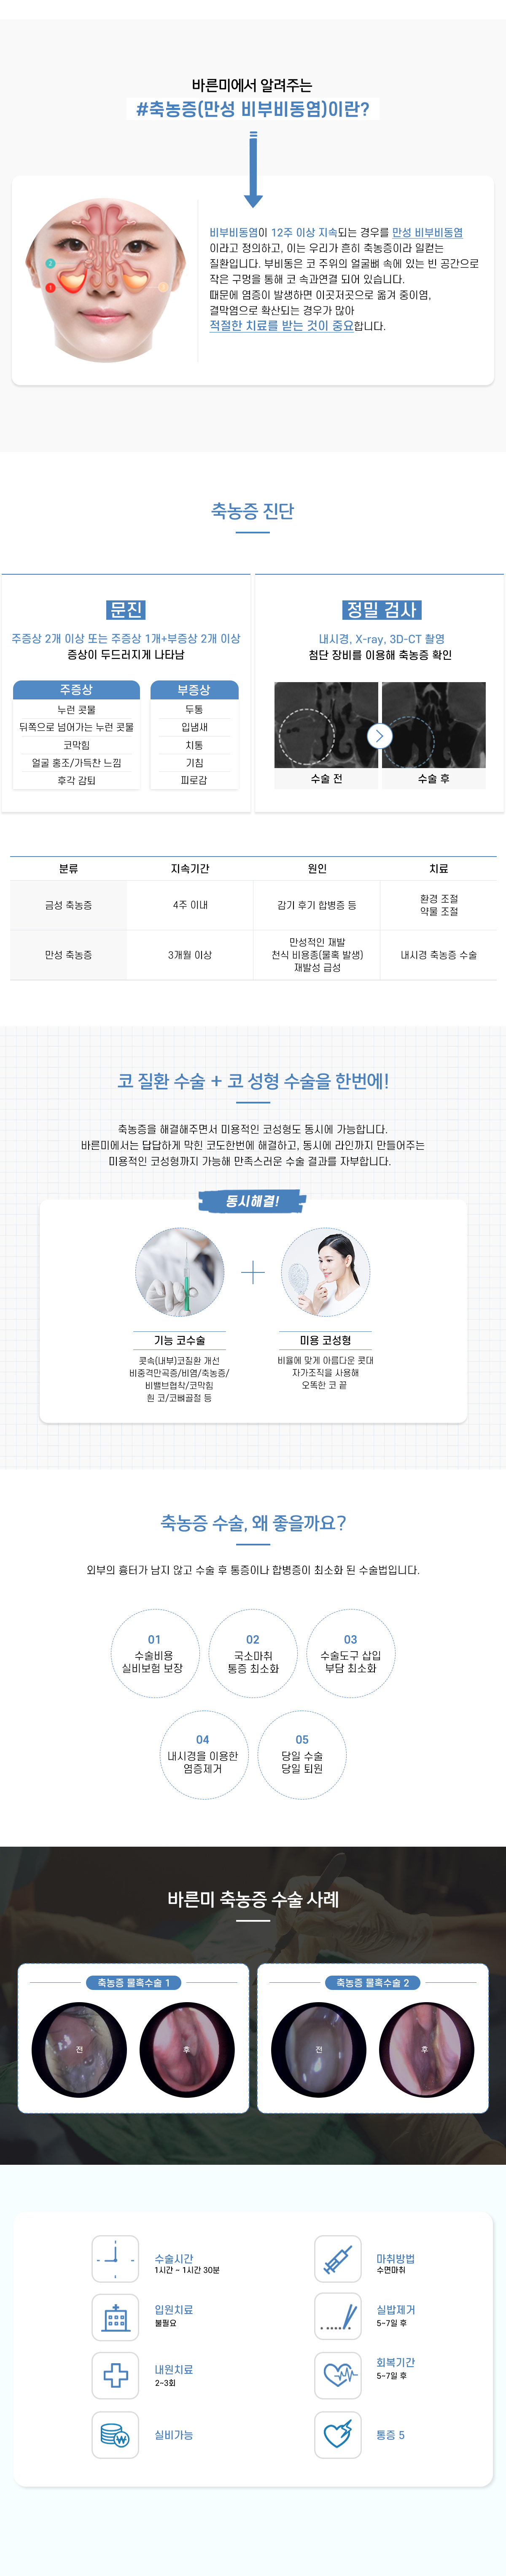 바른미에서 알려주는
#축농증(만성 비부비동염)이란?
2
1
3
비부비동염이 12주 이상 지속되는 경우를 만성 비부비동염
이라고 정의하고, 이는 우리가 흔히 축농증이라 일컫는
질환입니다. 부비동은 코 주위의 얼굴뼈 속에 있는 빈 공간으로
작은 구멍을 통해 코 속과연결 되어 있습니다.
때문에 염증이 발생하면 이곳저곳으로 옮겨 중이염,
결막염으로 확산되는 경우가 많아
적절한 치료를 받는 것이 중요합니다.
축농증 진단
문진
주증상 2개 이상 또는 주증상 1개+부증상 2개 이상
증상이 두드러지게 나타남
주증상
누런 콧물
뒤쪽으로 넘어가는 누런 콧물
코막힘
얼굴 홍조/가득찬 느낌
후각 감퇴
부증상
두통
입냄새
치통
기침
피로감
정밀 검사
내시경, X-ray, 3D-CT 촬영
첨단 장비를 이용해 축농증 확인
수술 전
수술 후
분류 지속기간 원인 치료
급성 축농증 4주 이내 감기 후기 합병증 등 환경 조절
약물 조절
만성 축농증 3개월 이상 만성적인 재발
천식 비용종(물혹 발생)
재발성 급성
내시경 축농증 수술
코 질환 수술 + 코 성형 수술을 한번에!
축농증을 해결해주면서 미용적인 코성형도 동시에 가능합니다.
바른미에서는 답답하게 막힌 코도한번에 해결하고, 동시에 라인까지 만들어주는
미용적인 코성형까지 가능해 만족스러운 수술 결과를 자부합니다.
동시해결!
기능 코수술
콧속(내부)코질환 개선
비중격만곡증/비염/축농증/
비밸브협착/코막힘
휜 코/코뼈골절 등
미용 코성형
비율에 맞게 아름다운 콧대
자가조직을 사용해
오똑한 코 끝
축농증 수술, 왜 좋을까요?
외부의 흉터가 남지 않고 수술 후 통증이나 합병증이 최소화 된 수술법입니다.
01
수술비용
실비보험 보장
02
국소마취
통증 최소화
03
수술도구 삽입
부담 최소화
04
내시경을 이용한
염증제거
05
당일 수술
당일 퇴원
바른미 축농증 수술 사례
축농증 물혹수술 1
전
후
축농증 물혹수술 2
전
후
수술시간
1시간 ~ 1시간 30분
마취방법
수면마취
입원치료
불필요
실밥제거
5~7일 후
내원치료
2~3회
회복기간
5~7일 후
실비가능
통증 5